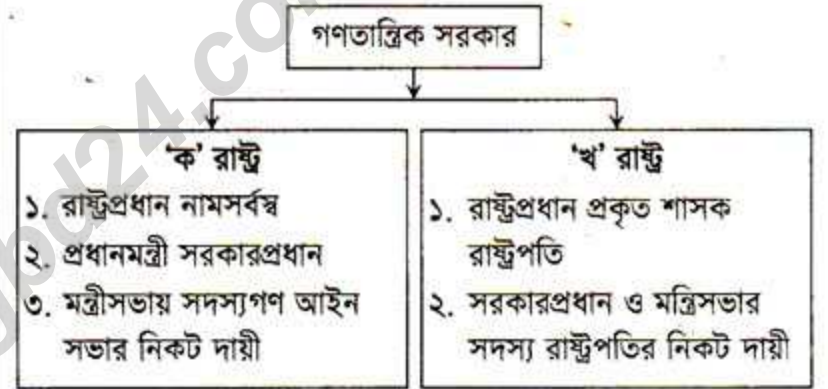 গণতান্ত্রিক সরকার
'ক' রাষ্ট্র
১. রাষ্ট্রপ্রধান নামসর্বস্ব
২. প্রধানমন্ত্রী সরকারপ্রধান
৩. মন্ত্রীসভায় সদস্যগণ আইন
সভার নিকট দায়ী
'খ' রাষ্ট্র
১. রাষ্ট্রপ্রধান প্রকৃত শাসক
রাষ্ট্রপতি
২. সরকারপ্রধান ও মন্ত্রিসভার
সদস্য রাষ্ট্রপতির নিকট দায়ী